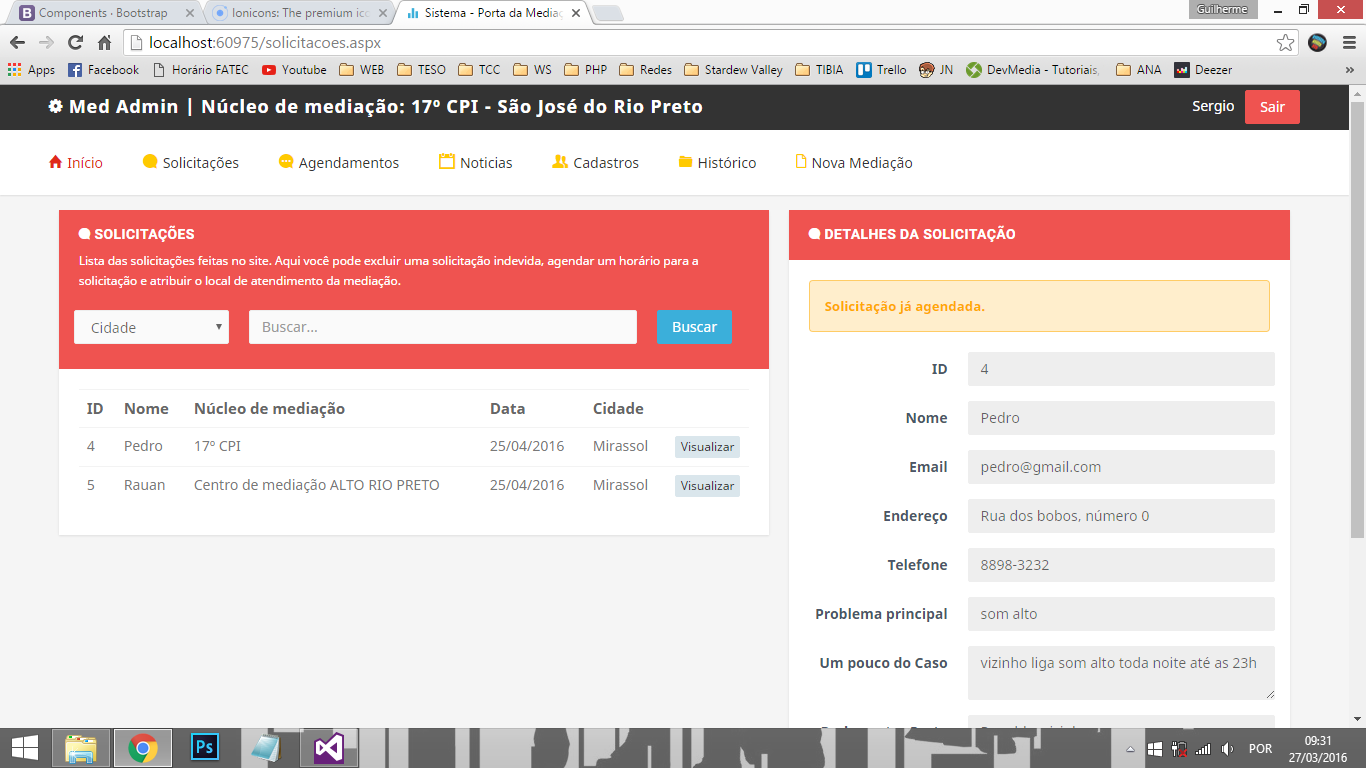 Components · Bootstrap
Ionicons: The premium ico
Sistema - Porta da Mediaç
Guilherme
localhost:60975/solicitacoes.aspx
Apps
Facebook
Horário FATEC
Youtube
WEB
TESO
TCC
WS
PHP
Redes
Stardew Valley
TIBIA
Trello
JN
DevMedia - Tutoriais,
ANA
Deezer
»
Med Admin | Núcleo de mediação: 17º CPI - São José do Rio Preto
Sergio
Sair
Início
Solicitações
Agendamentos
Noticias
Cadastros
Histórico
Nova Mediação
SOLICITAÇÕES
Lista das solicitações feitas no site. Aqui você pode excluir uma solicitação indevida, agendar um horário para a
solicitação e atribuir o local de atendimento da mediação.
Cidade
Buscar...
Buscar
ID Nome Núcleo de mediação Data Cidade
4 Pedro 17º CPI 25/04/2016 Mirassol Visualizar
5 Rauan Centro de mediação ALTO RIO PRETO 25/04/2016 Mirassol Visualizar
DETALHES DA SOLICITAÇÃO
Solicitação já agendada.
ID 4
Nome Pedro
Email pedro@gmail.com
Endereço Rua dos bobos, número 0
Telefone 8898-3232
Problema principal som alto
Um pouco do Caso vizinho liga som alto toda noite até as 23h
Ps
POR
09:31
27/03/2016